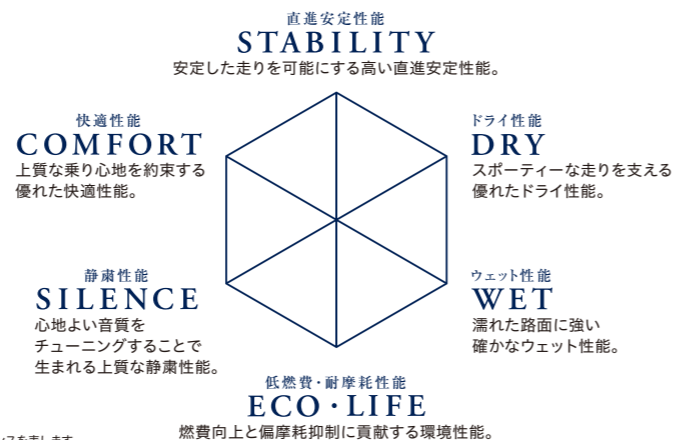 直進安定性能
STABILITY
安定した走りを可能にする高い直進安定性能。
快適性能
COMFORT
上質な乗り心地を約束する
優れた快適性能。
ドライ性能
DRY
スポーティーな走りを支える
優れたドライ性能。
静粛性能
SILENCE
心地よい音質を
チューニングすることで
生まれる上質な静粛性能。
ウェット性能
WET
濡れた路面に強い
確かなウェット性能。
低燃費・耐摩耗性能
ECO・LIFE
燃費向上と偏摩耗抑制に貢献する環境性能。